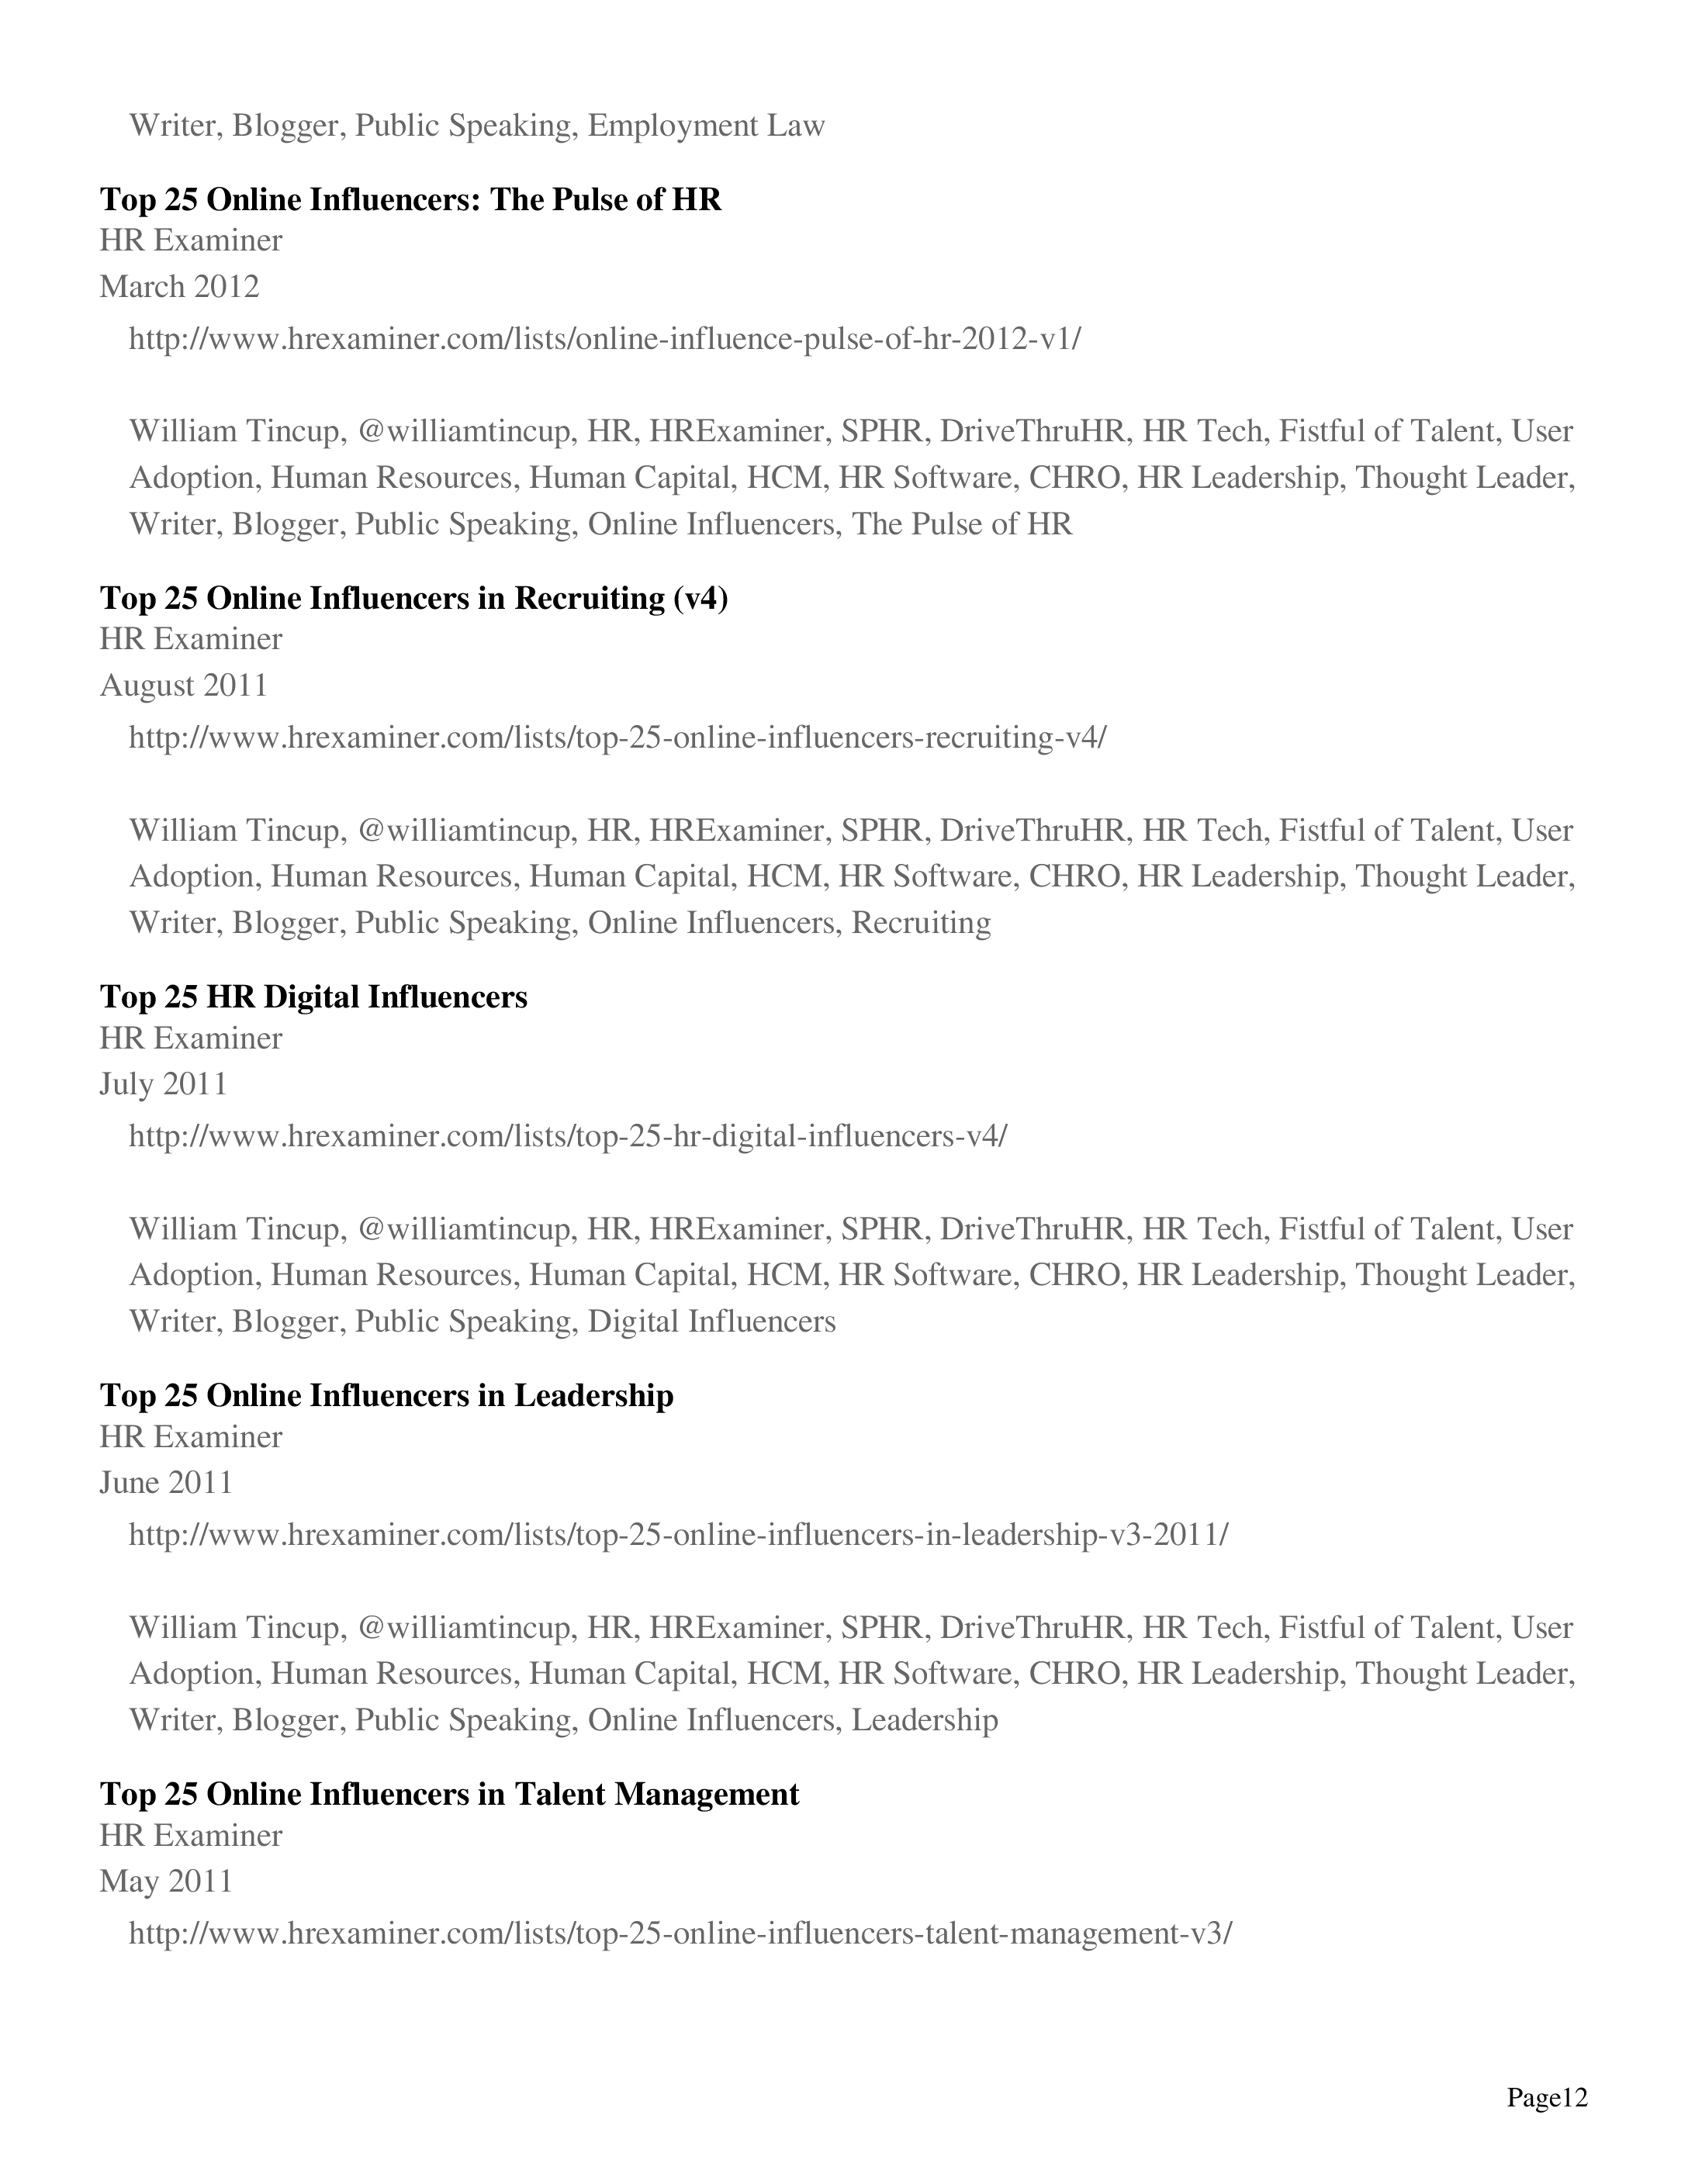 Writer, Blogger, Public Speaking, Employment Law
Top 25 Online Influencers: The Pulse of HR
HR Examiner
March 2012
http://www.hrexaminer.com/lists/online-influence-pulse-of-hr-2012-v1/
William Tincup, @williamtincup, HR, HRExaminer, SPHR, DriveThruHR, HR Tech, Fistful of Talent, User
Adoption, Human Resources, Human Capital, HCM, HR Software, CHRO, HR Leadership, Thought Leader,
Writer, Blogger, Public Speaking, Online Influencers, The Pulse of HR
Top 25 Online Influencers in Recruiting (v4)
HR Examiner
August 2011
http://www.hrexaminer.com/lists/top-25-online-influencers-recruiting-v4/
William Tincup, @williamtincup, HR, HRExaminer, SPHR, DriveThruHR, HR Tech, Fistful of Talent, User
Adoption, Human Resources, Human Capital, HCM, HR Software, CHRO, HR Leadership, Thought Leader,
Writer, Blogger, Public Speaking, Online Influencers, Recruiting
Top 25 HR Digital Influencers
HR Examiner
July 2011
http://www.hrexaminer.com/lists/top-25-hr-digital-influencers-v4/
William Tincup, @williamtincup, HR, HRExaminer, SPHR, DriveThruHR, HR Tech, Fistful of Talent, User
Adoption, Human Resources, Human Capital, HCM, HR Software, CHRO, HR Leadership, Thought Leader,
Writer, Blogger, Public Speaking, Digital Influencers
Top 25 Online Influencers in Leadership
HR Examiner
June 2011
http://www.hrexaminer.com/lists/top-25-online-influencers-in-leadership-v3-2011/
William Tincup, @williamtincup, HR, HRExaminer, SPHR, DriveThruHR, HR Tech, Fistful of Talent, User
Adoption, Human Resources, Human Capital, HCM, HR Software, CHRO, HR Leadership, Thought Leader,
Writer, Blogger, Public Speaking, Online Influencers, Leadership
Top 25 Online Influencers in Talent Management
HR Examiner
May 2011
http://www.hrexaminer.com/lists/top-25-online-influencers-talent-management-v3/
Page12